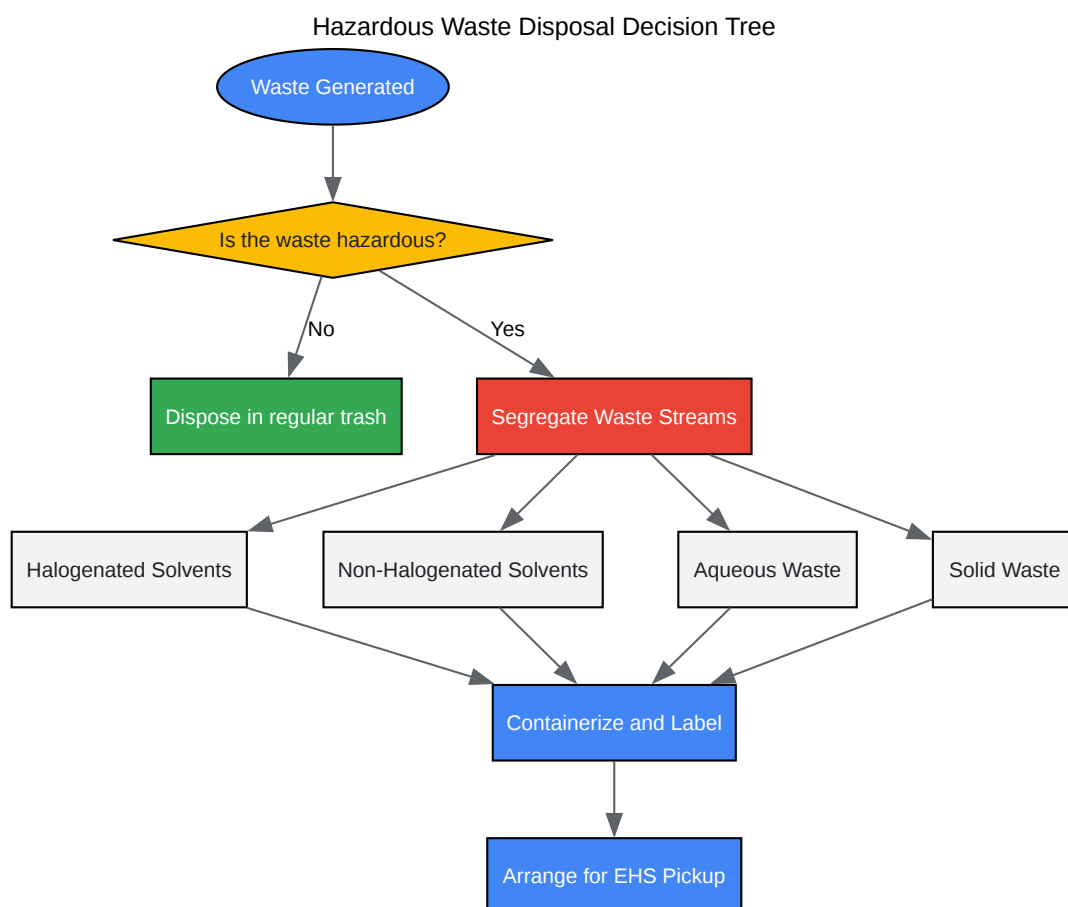 Hazardous Waste Disposal Decision Tree
Waste Generated
Is the waste hazardous?
No
Yes
Dispose in regular trash
Segregate Waste Streams
Halogenated Solvents
Non-Halogenated Solvents
Aqueous Waste
Solid Waste
Containerize and Label
Arrange for EHS Pickup